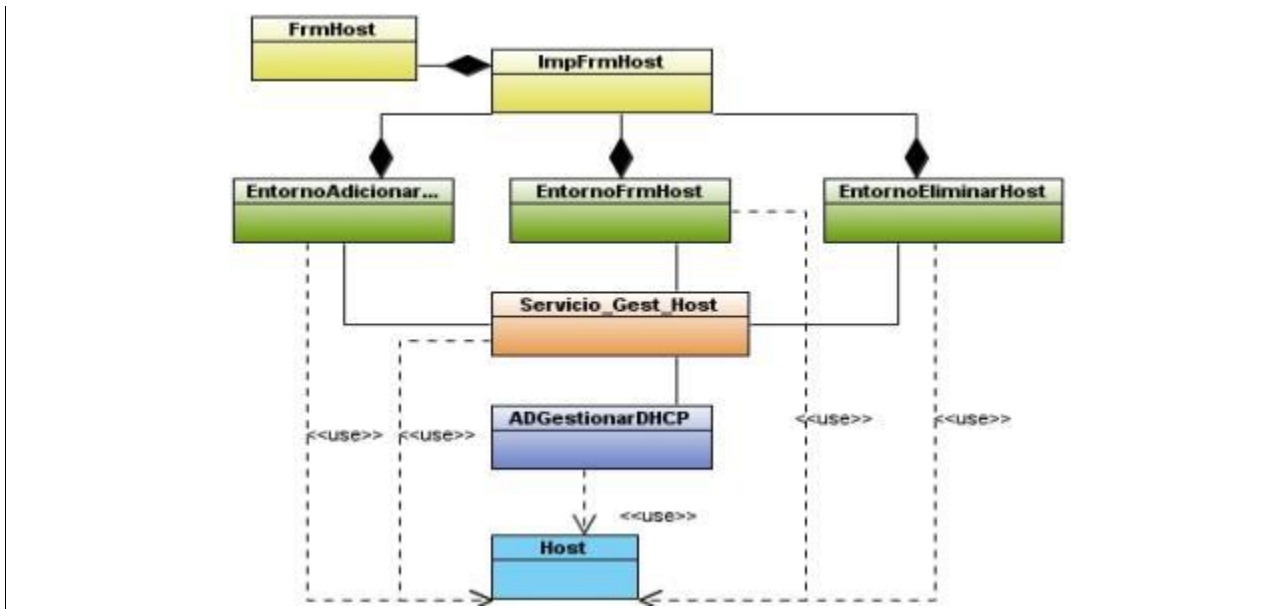 FrmHost
ImpFrmHost
EntornoAdicionar...
EntornoFrmHost
EntornoEliminarHost
Servicio_Gest_Host
ADGestionarDHCP
<<use>>
<<use>>
<<use>>
<<use>>
<<use>>
Host